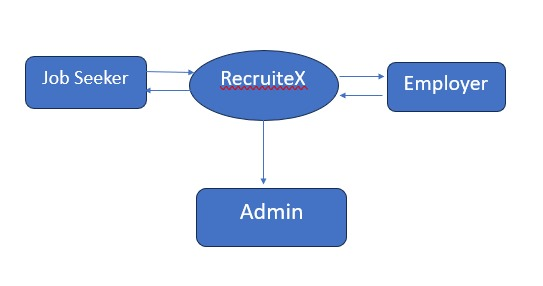 Job Seeker
RecruiteX
Employer
Admin